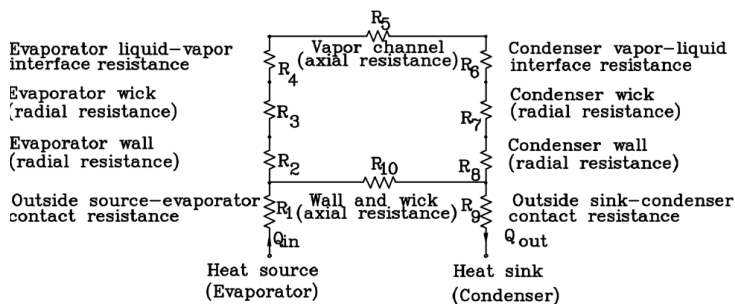 R5
Evaporator liquid-vapor
interface resistance
R4
Vapor channel
(axial resistance)
R6
Condenser vapor-liquid
interface resistance
Evaporator wick
(radial resistance)
R3
R7
Condenser wick
(radial resistance)
Evaporator wall
(radial resistance)
R2
R10
R8
Condenser wall
(radial resistance)
Outside source-evaporator
contact resistance
R1
Wall and wick
(axial resistance)
R9
Outside sink-condenser
contact resistance
Qin
Qout
Heat source
(Evaporator)
Heat sink
(Condenser)